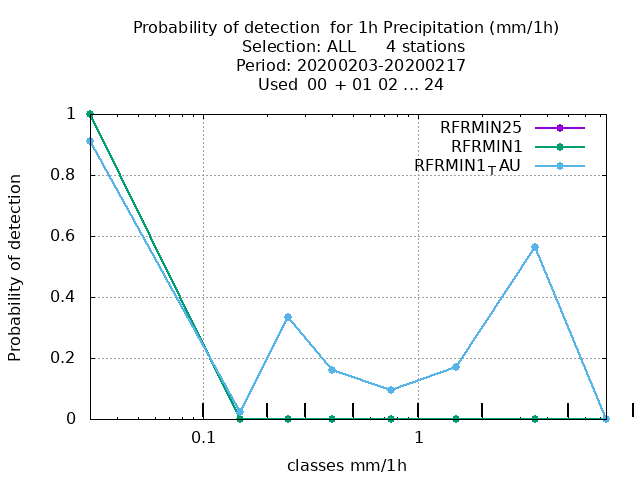 Probability of detection for 1h Precipitation (mm/1h)
Selection: ALL 4 stations
Period: 20200203-20200217
Used 00 + 01 02 ... 24
RFRMIN25
RFRMIN1
RFRMIN1TAU
1
0.8
0.6
0.4
0.2
0
Probability of detection
0.1 1
classes mm/1h